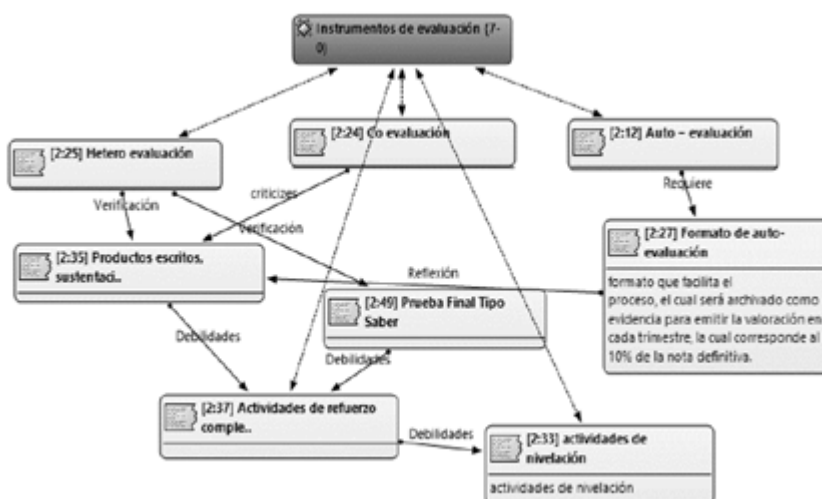 Instrumentos de evaluación (7-
0)
[2:25] Hetero evaluación
[2:24] Co evaluación
[2:12] Auto – evaluación
Verificación
criticizes
Verificación
Requiere
[2:35] Productos escritos,
sustentaci..
Reflexión
[2:27] Formato de auto-
evaluación
formato que facilita el
proceso, el cual será archivado como
evidencia para emitir la valoración en
cada trimestre, la cual corresponde al
10% de la nota definitiva.
[2:49] Prueba Final Tipo
Saber
Debilidades
Debilidades
[2:37] Actividades de refuerzo
comple..
Debilidades
[2:33] actividades de
nivelación
actividades de nivelación